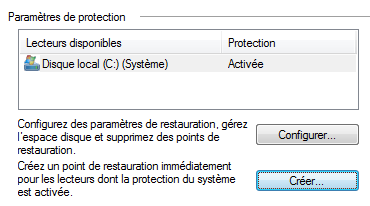 Paramètres de protection
Lecteurs disponibles Protection
Disque local (C:) (Système) Activée
Configurez des paramètres de restauration, gérez
l'espace disque et supprimez des points de
restauration.
Configurer...
Créez un point de restauration immédiatement
pour les lecteurs dont la protection du système
est activée.
Créer...